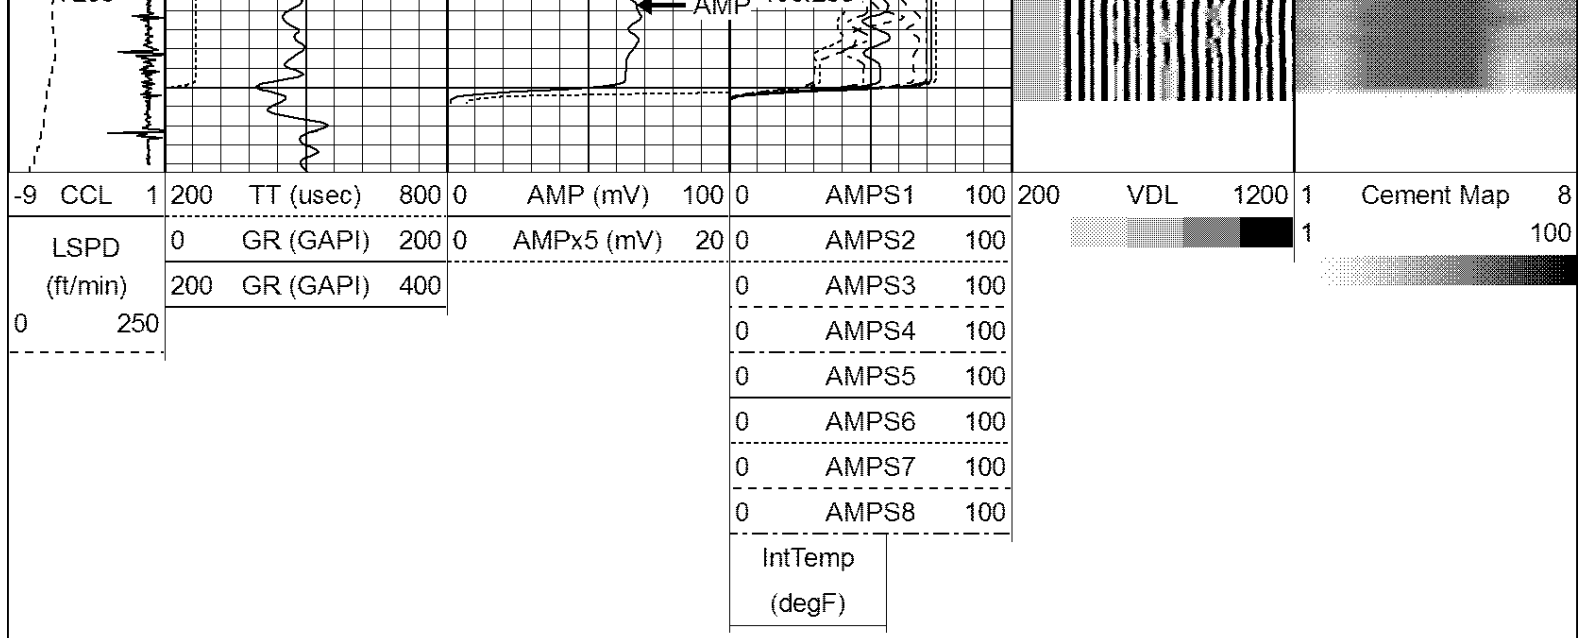 AMP
-9 CCL 1 200 TT (usec) 800 0 AMP (mV) 100 0 AMPS1 100 200 VDL 1200 1 Cement Map 8
LSPD 0 GR (GAPI) 200 0 AMPx5 (mV) 20 0 AMPS2 100 1 100
(ft/min) 200 GR (GAPI) 400 0 AMPS3 100
0 250 0 AMPS4 100
0 AMPS5 100
0 AMPS6 100
0 AMPS7 100
0 AMPS8 100
IntTemp
(degF)